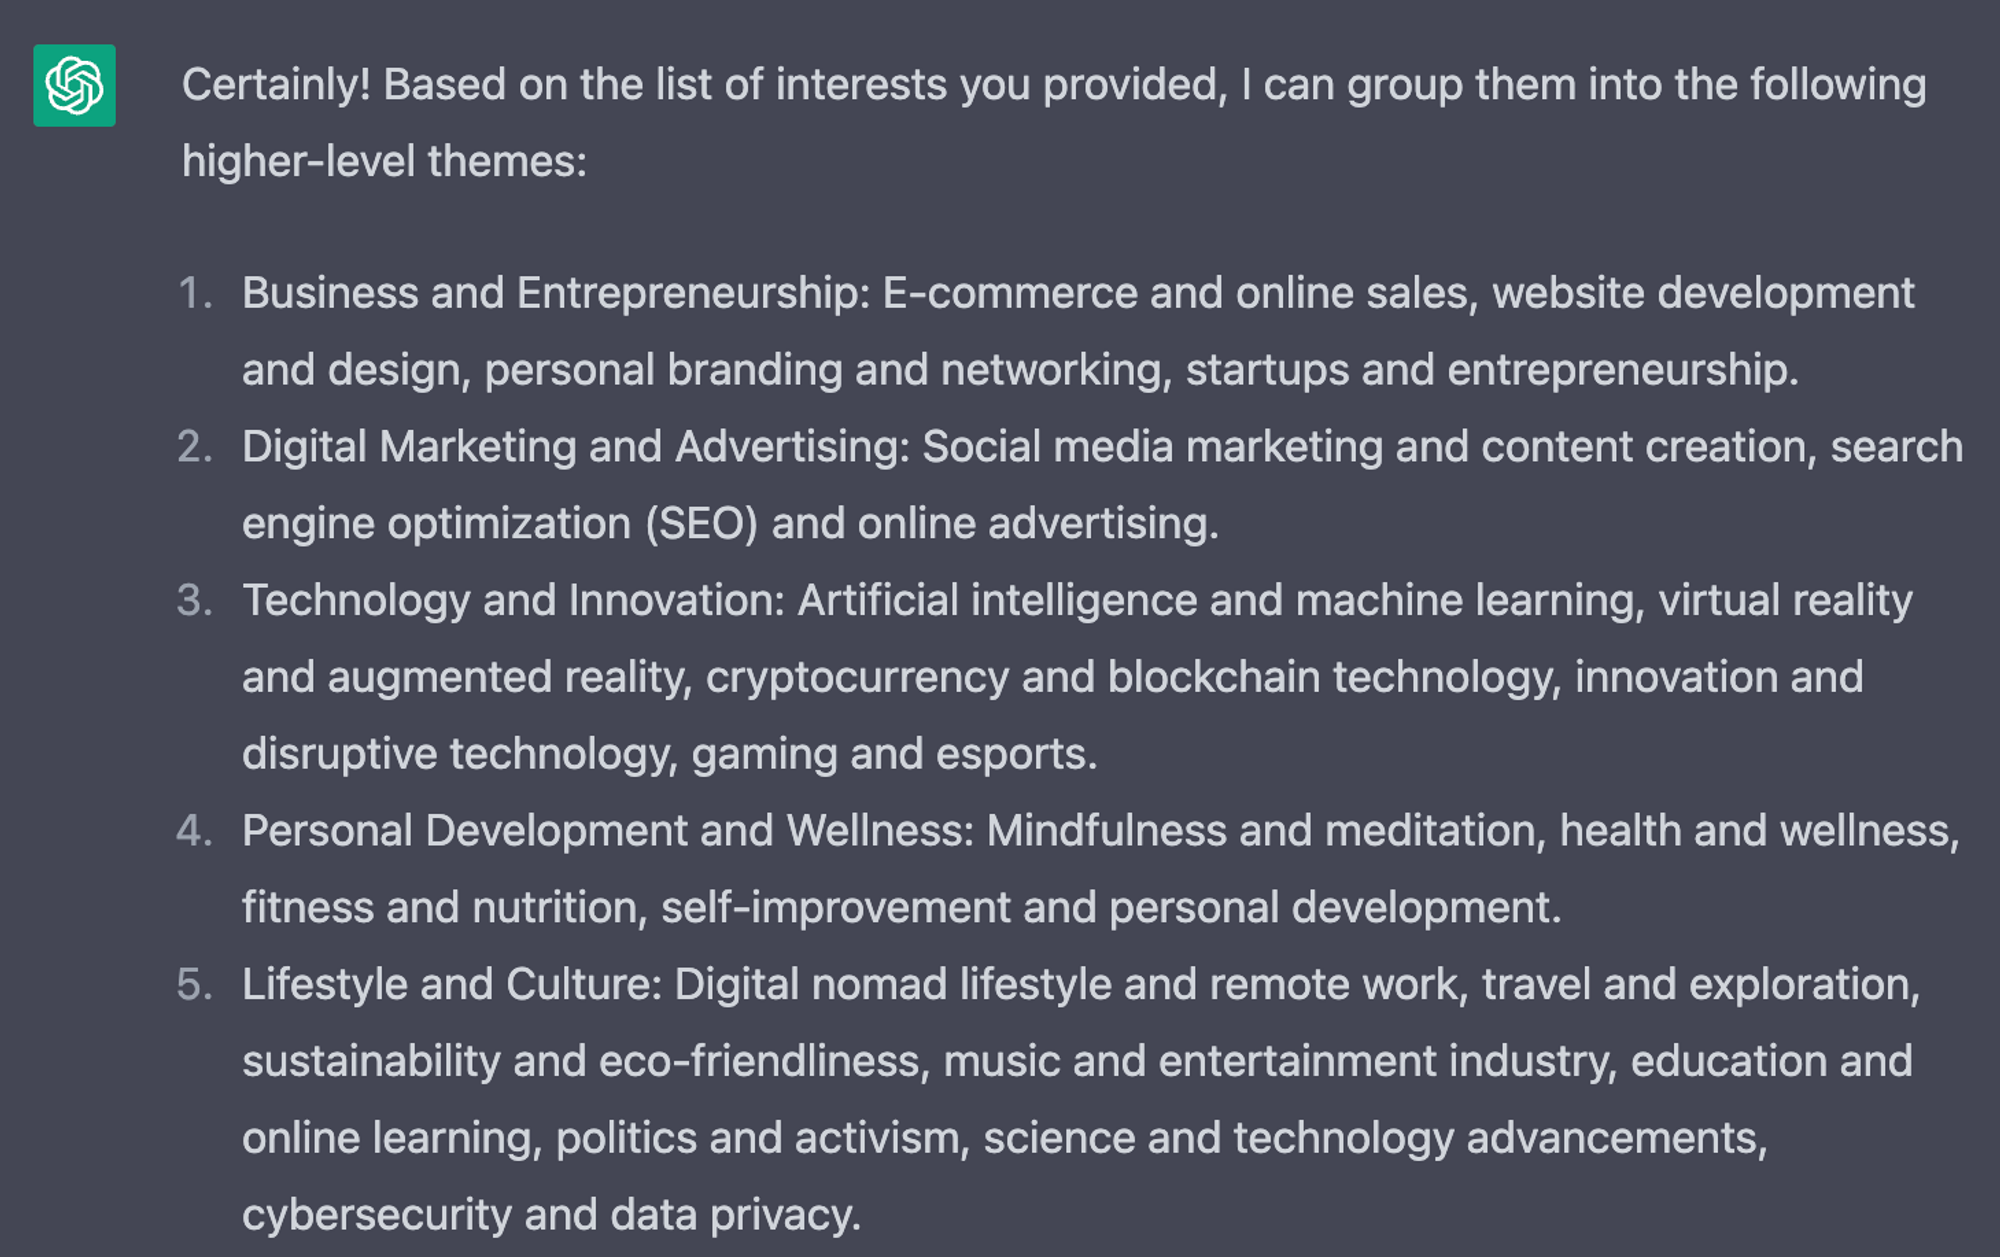 Certainly! Based on the list of interests you provided, I can group them into the following
higher-level themes:
1. Business and Entrepreneurship: E-commerce and online sales, website development
and design, personal branding and networking, startups and entrepreneurship.
2. Digital Marketing and Advertising: Social media marketing and content creation, search
engine optimization (SEO) and online advertising.
3. Technology and Innovation: Artificial intelligence and machine learning, virtual reality
and augmented reality, cryptocurrency and blockchain technology, innovation and
disruptive technology, gaming and esports.
4. Personal Development and Wellness: Mindfulness and meditation, health and wellness,
fitness and nutrition, self-improvement and personal development.
5. Lifestyle and Culture: Digital nomad lifestyle and remote work, travel and exploration,
sustainability and eco-friendliness, music and entertainment industry, education and
online learning, politics and activism, science and technology advancements,
cybersecurity and data privacy.